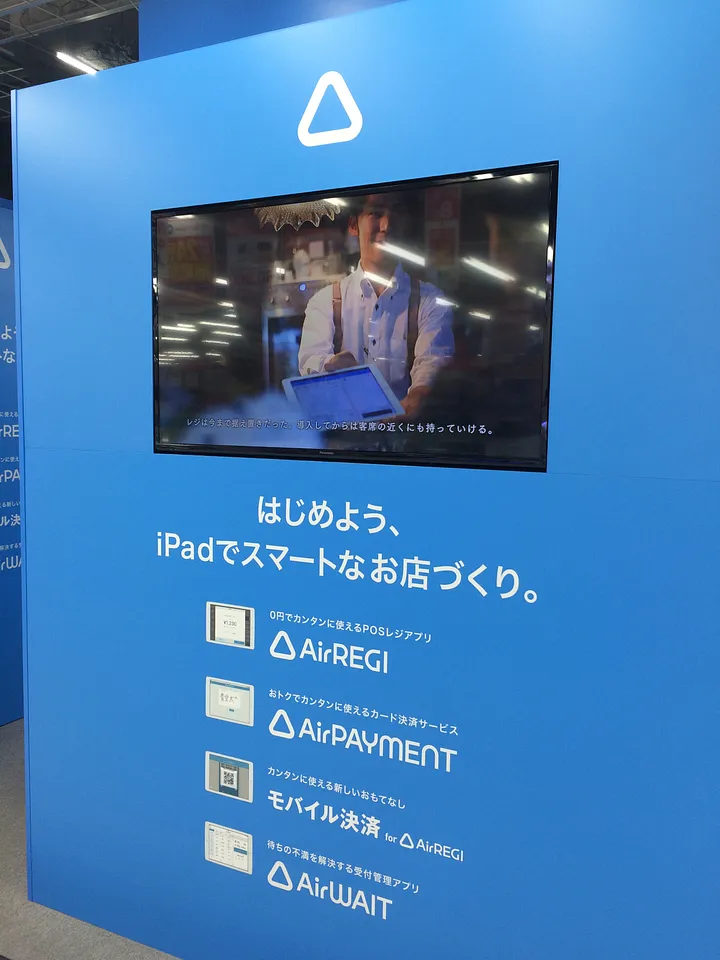 レジは今まで据え置きだった。導入してからは客席の近くにも持っていける。
Panasonic
はじめよう、
iPadでスマートなお店づくり。
¥1,200
0円でカンタンに使えるPOSレジアプリ
AirREGI
おトクでカンタンに使えるカード決済サービス
AirPAYMENT
カンタンに使える新しいおもてなし
モバイル決済 for AirREGI
待ちの不満を解決する受付管理アプリ
AirWAIT